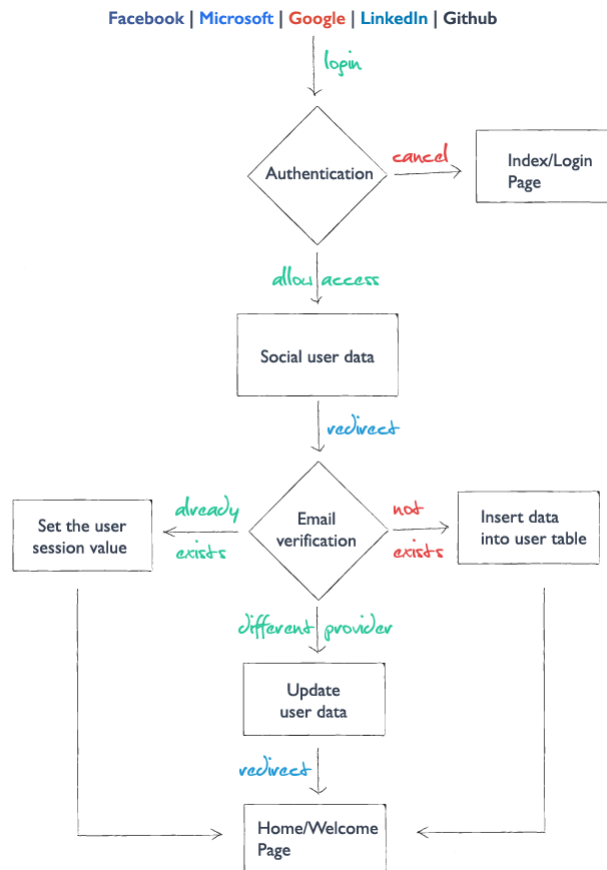 Facebook | Microsoft | Google | LinkedIn | Github
login
Authentication
cancel
Index/Login
Page
allow access
Social user data
redirect
already
exists
Set the user
session value
Email
verification
not
exists
Insert data
into user table
different provider
Update
user data
redirect
Home/Welcome
Page